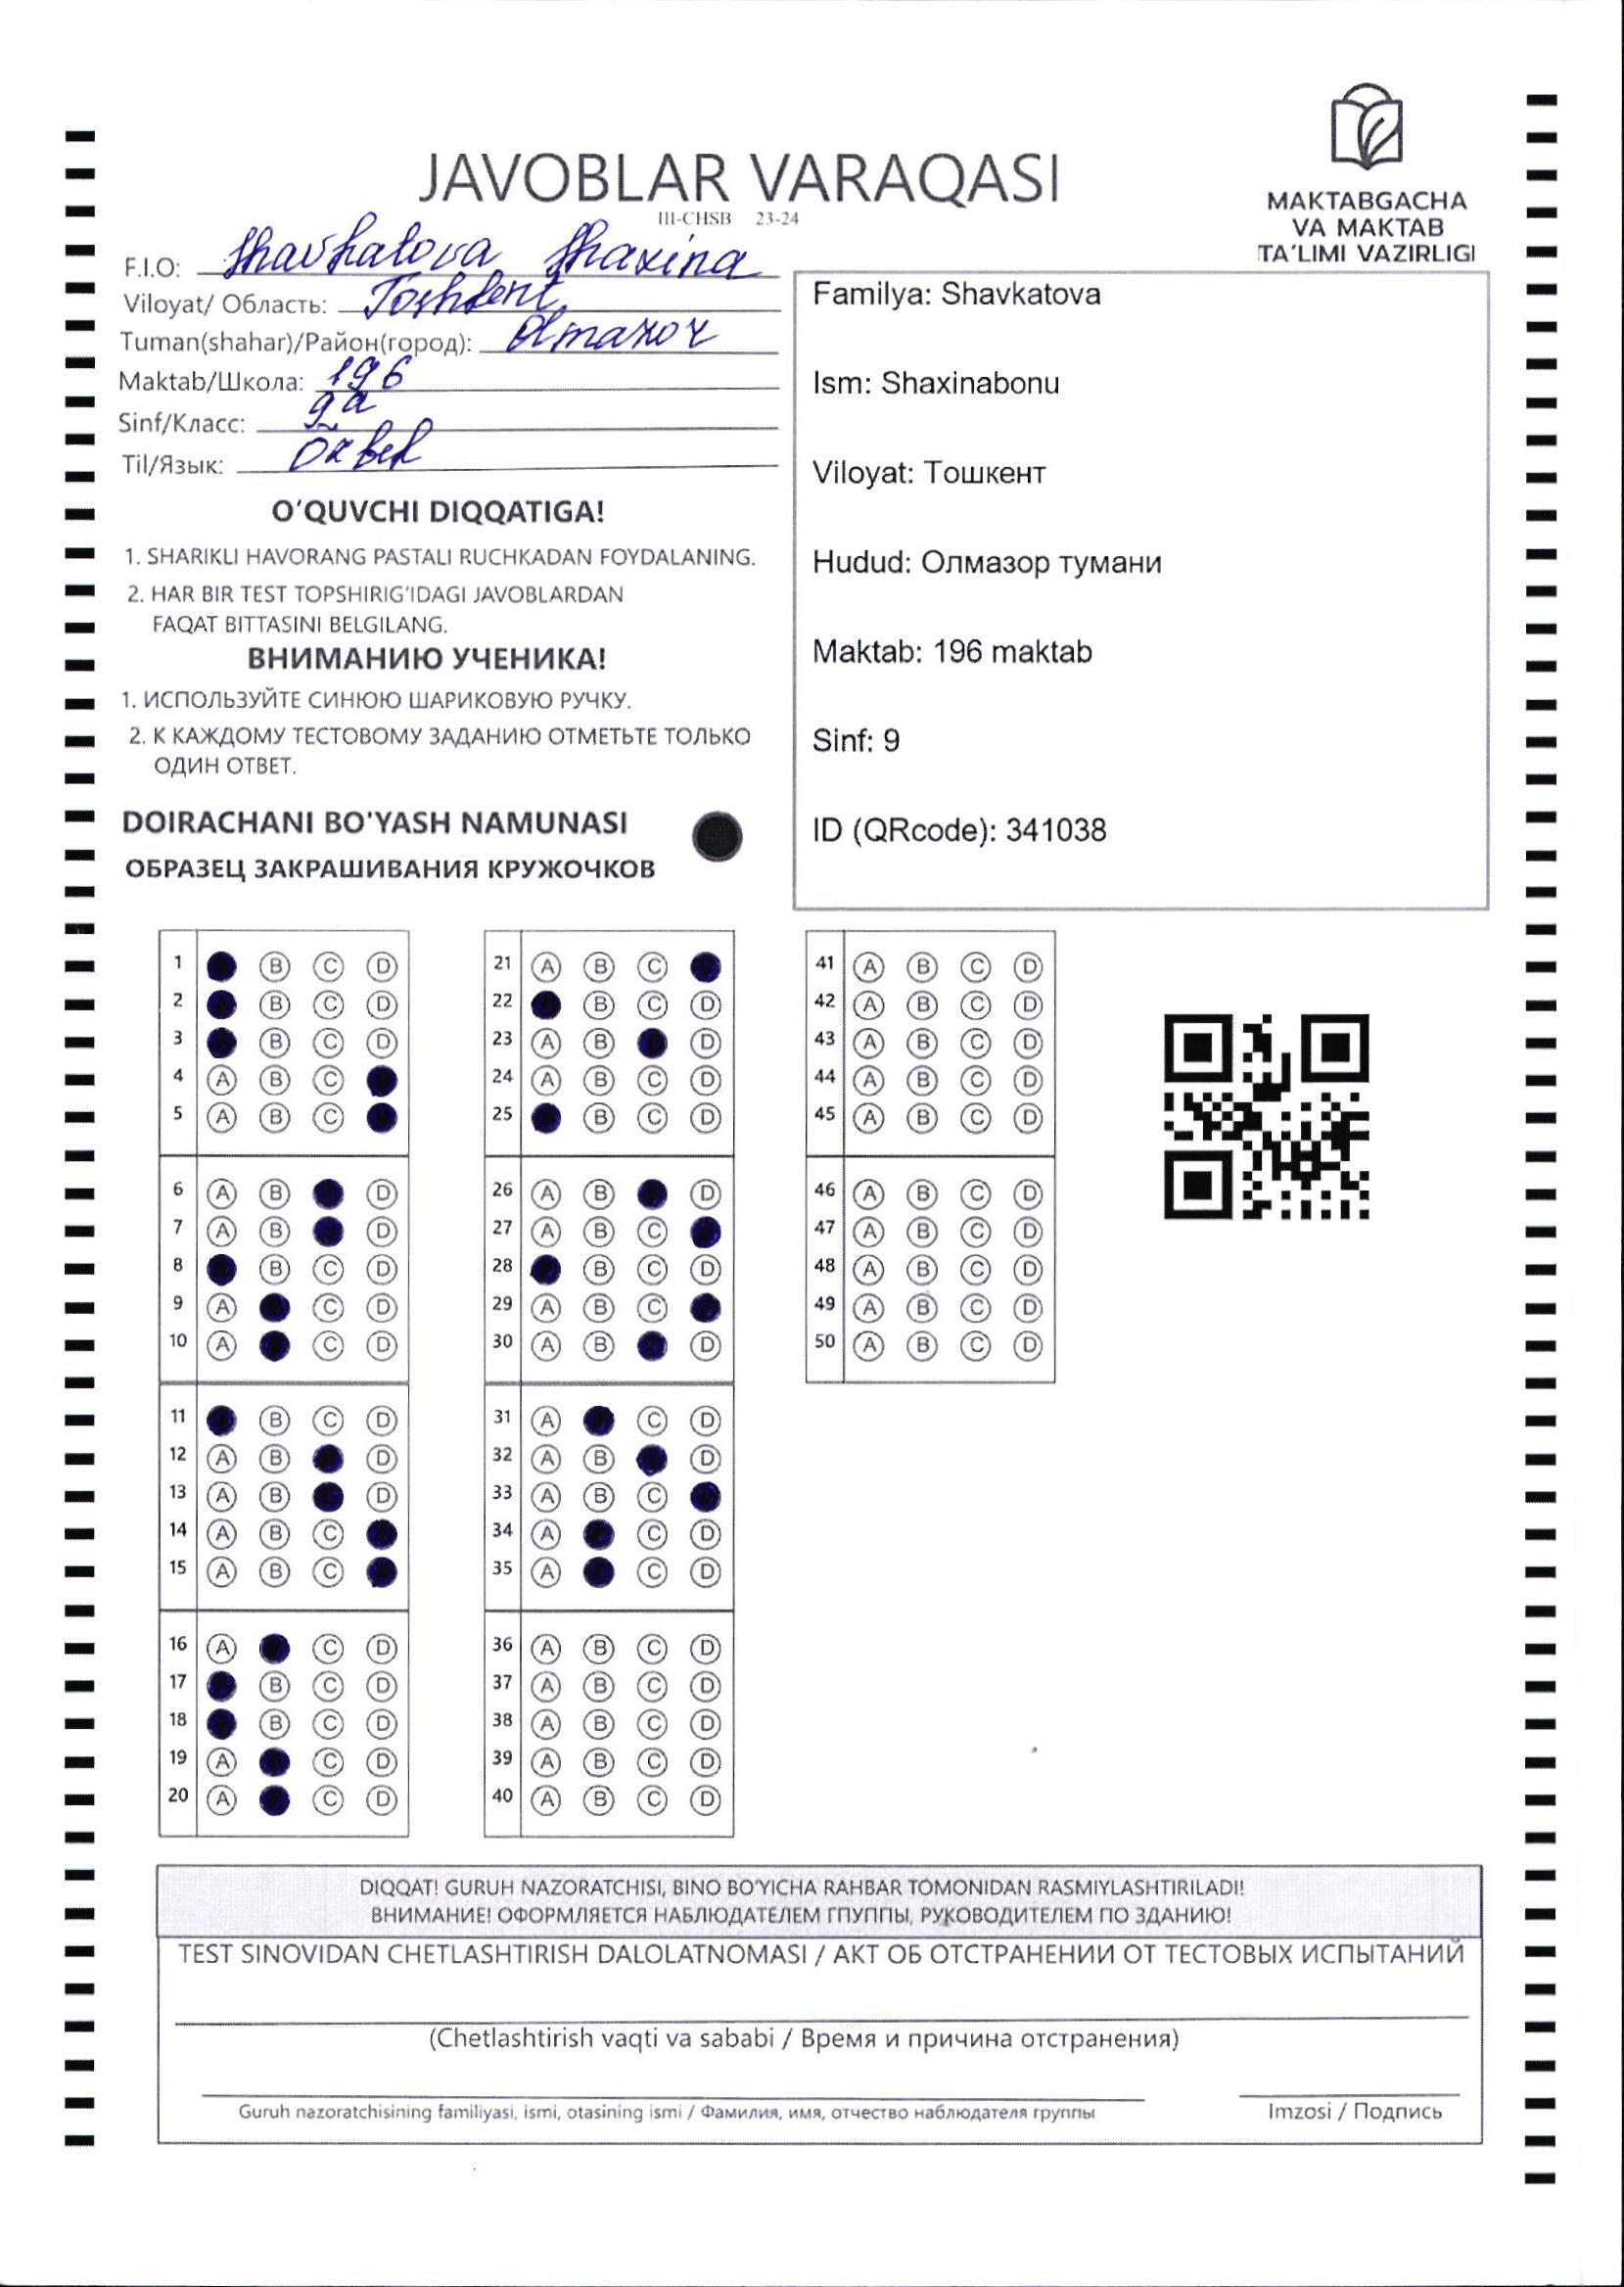 JAVOBLAR VARAQASI
III-CHSB 23-24
MAKTABGACHA
VA MAKTAB
TA'LIMI VAZIRLIGI
F.I.O: Shavkatova Shaxina
Viloyat/ Область: Toshkent
Tuman(shahar)/Район(город): Olmazor
Maktab/Школа: 196
Sinf/Класс: 9a
Til/Язык: Oʻzbek
O'QUVCHI DIQQATIGA!
1. SHARIKLI HAVORANG PASTALI RUCHKADAN FOYDALANING.
2. HAR BIR TEST TOPSHIRIG'IDAGI JAVOBLARDAN
FAQAT BITTASINI BELGILANG.
ВНИМАНИЮ УЧЕНИКА!
1. ИСПОЛЬЗУЙТЕ СИНЮЮ ШАРИКОВУЮ РУЧКУ.
2. К КАЖДОМУ ТЕСТОВОМУ ЗАДАНИЮ ОТМЕТЬТЕ ТОЛЬКО
ОДИН ОТВЕТ.
DOIRACHANI BO'YASH NAMUNASI
ОБРАЗЕЦ ЗАКРАШИВАНИЯ КРУЖОЧКОВ
Familya: Shavkatova
Ism: Shaxinabonu
Viloyat: Тошкент
Hudud: Олмазор тумани
Maktab: 196 maktab
Sinf: 9
ID (QRcode): 341038
1 B C D
2 B C D
3 B C D
4 A B C
5 A B C
6 A B D
7 A B D
8 B C D
9 A C D
10 A C D
11 B C D
12 A B D
13 A B D
14 A B C
15 A B C
16 A C D
17 B C D
18 B C D
19 A C D
20 A C D
21 A B C
22 B C D
23 A B D
24 A B C D
25 B C D
26 A B D
27 A B C
28 B C D
29 A B C
30 A B D
31 A C D
32 A B D
33 A B C
34 A C D
35 A C D
36 A B C D
37 A B C D
38 A B C D
39 A B C D
40 A B C D
41 A B C D
42 A B C D
43 A B C D
44 A B C D
45 A B C D
46 A B C D
47 A B C D
48 A B C D
49 A B C D
50 A B C D
DIQQAT! GURUH NAZORATCHISI, BINO BO'YICHA RAHBAR TOMONIDAN RASMIYLASHTIRILADI!
ВНИМАНИЕ! ОФОРМЛЯЕТСЯ НАБЛЮДАТЕЛЕМ ГПУППЫ, РУКОВОДИТЕЛЕМ ПО ЗДАНИЮ!
TEST SINOVIDAN CHETLASHTIRISH DALOLATNOMASI / АКТ ОБ ОТСТРАНЕНИИ ОТ ТЕСТОВЫХ ИСПЫТАНИЙ
(Chetlashtirish vaqti va sababi / Время и причина отстранения)
Guruh nazoratchisining familiyasi, ismi, otasining ismi / Фамилия, имя, отчество наблюдателя группы
Imzosi / Подпись